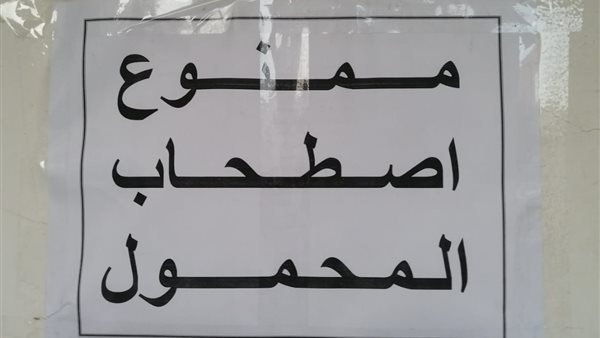 ممنوع
اصطحاب
المحمول